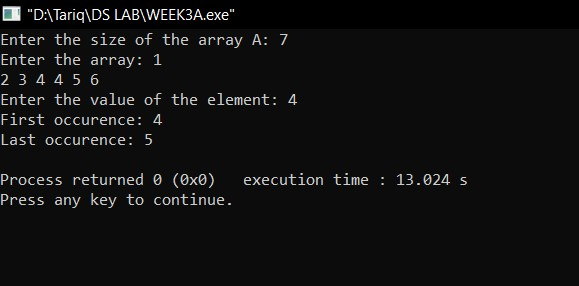 "D:\Tariq\DS LAB\WEEK3A.exe"
Enter the size of the array A: 7
Enter the array: 1
2 3 4 4 5 6
Enter the value of the element: 4
First occurence: 4
Last occurence: 5
Process returned 0 (0x0)   execution time : 13.024 s
Press any key to continue.